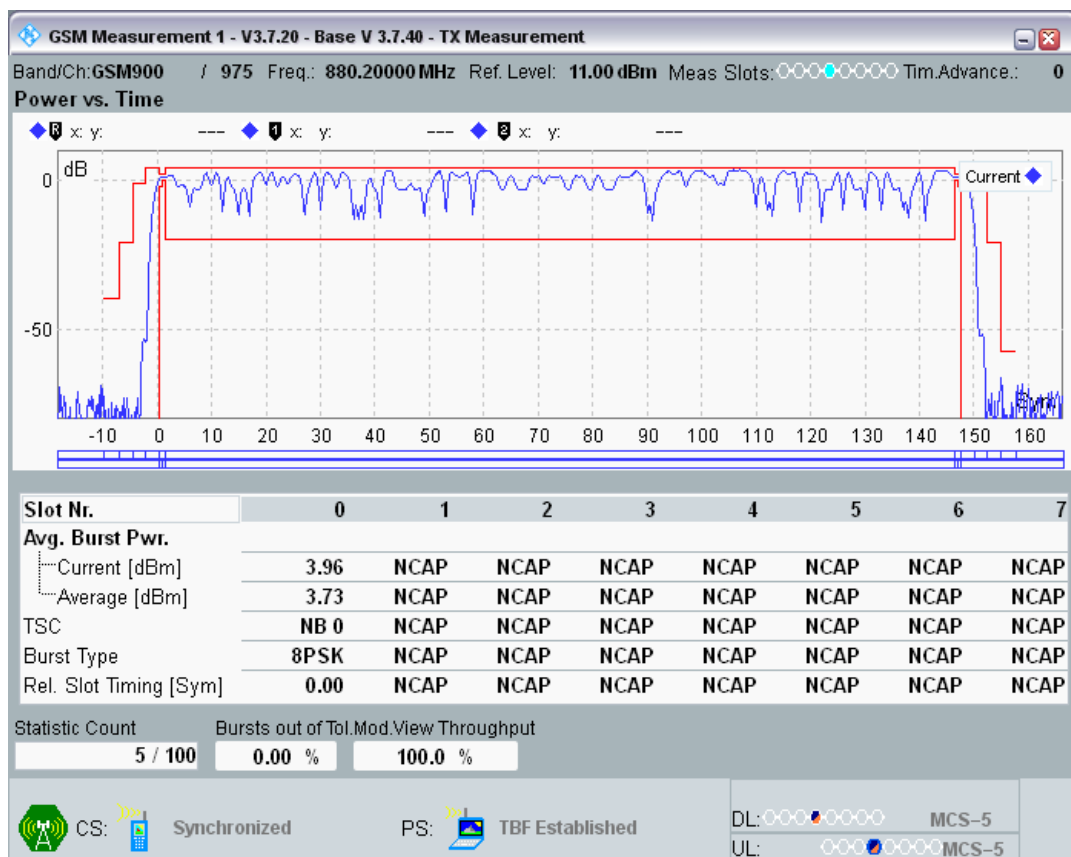 GSM Measurement 1 - V3.7.20 - Base V 3.7.40 - TX Measurement
Band/Ch:GSM900 / 975 Freq.: 880.20000 MHz Ref. Level: 11.00 dBm Meas Slots: Tim.Advance.: 0
Power vs. Time
R x: y: --- 1 x: y: --- 2 x: y: ---
dB
Current
0
-50
-10 0 10 20 30 40 50 60 70 80 90 100 110 120 130 140 150 160
Slot Nr. 0 1 2 3 4 5 6 7
Avg. Burst Pwr.
Current [dBm] 3.96 NCAP NCAP NCAP NCAP NCAP NCAP NCAP
Average [dBm] 3.73 NCAP NCAP NCAP NCAP NCAP NCAP NCAP
TSC NB 0 NCAP NCAP NCAP NCAP NCAP NCAP NCAP
Burst Type 8PSK NCAP NCAP NCAP NCAP NCAP NCAP NCAP
Rel. Slot Timing [Sym] 0.00 NCAP NCAP NCAP NCAP NCAP NCAP NCAP
Statistic Count Bursts out of Tol. Mod.View Throughput
5 / 100 0.00 % 100.0 %
CS: Synchronized PS: TBF Established DL: MCS-5
UL: MCS-5